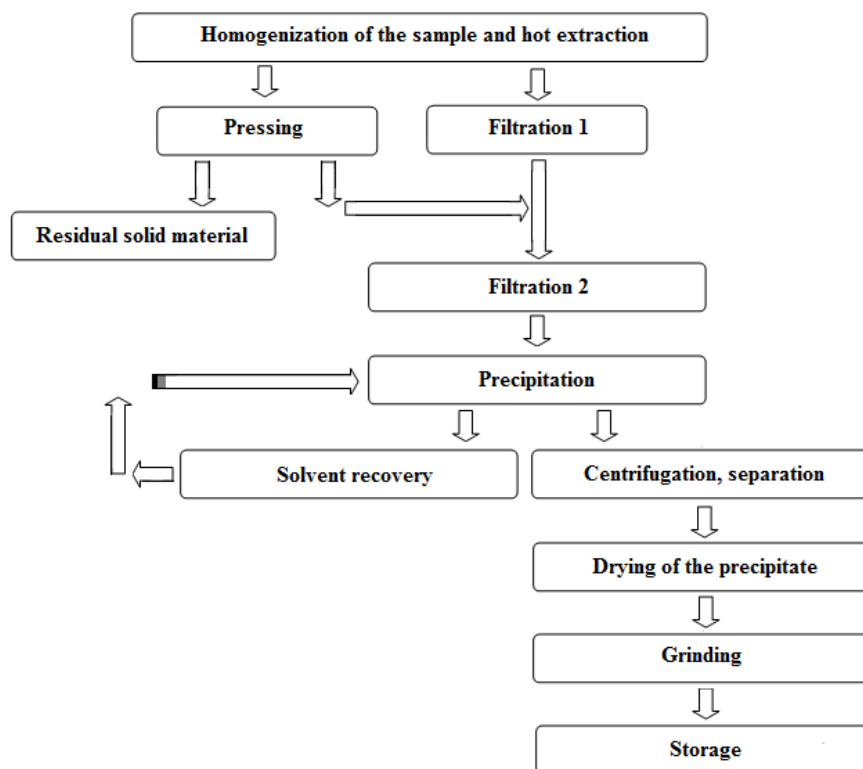 Homogenization of the sample and hot extraction
Pressing
Filtration 1
Residual solid material
Filtration 2
Precipitation
Solvent recovery
Centrifugation, separation
Drying of the precipitate
Grinding
Storage